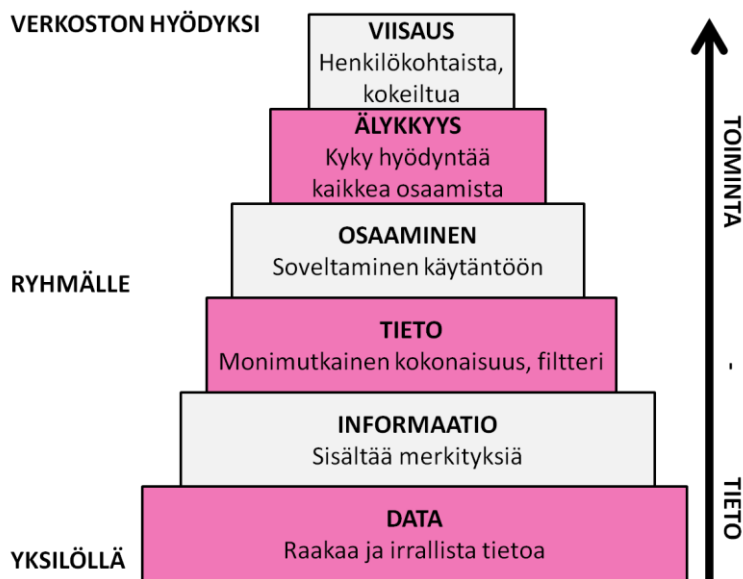 VERKOSTON HYÖDYKSI
VIISAUS
Henkilökohtaista,
kokeiltua
ÄLYKKYYS
Kyky hyödyntää
kaikkea osaamista
OSAAMINEN
Soveltaminen käytäntöön
RYHMÄLLE
TIETO
Monimutkainen kokonaisuus, filtteri
INFORMAATIO
Sisältää merkityksiä
DATA
Raakaa ja irrallista tietoa
YKSILÖLLÄ
TOIMINTA - TIETO